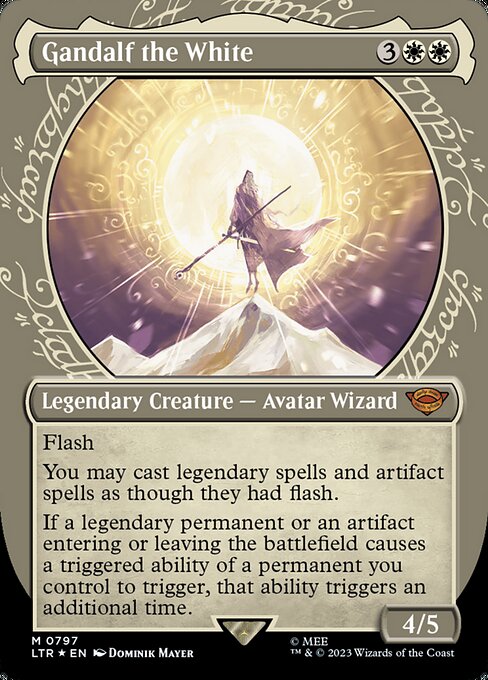 Gandalf the White 3
Legendary Creature — Avatar Wizard
Flash
You may cast legendary spells and artifact
spells as though they had flash.
If a legendary permanent or an artifact
entering or leaving the battlefield causes
a triggered ability of a permanent you
control to trigger, that ability triggers an
additional time.
4/5
M 0797
LTR ★ EN Dominik Mayer
© MEE
™ & © 2023 Wizards of the Coast